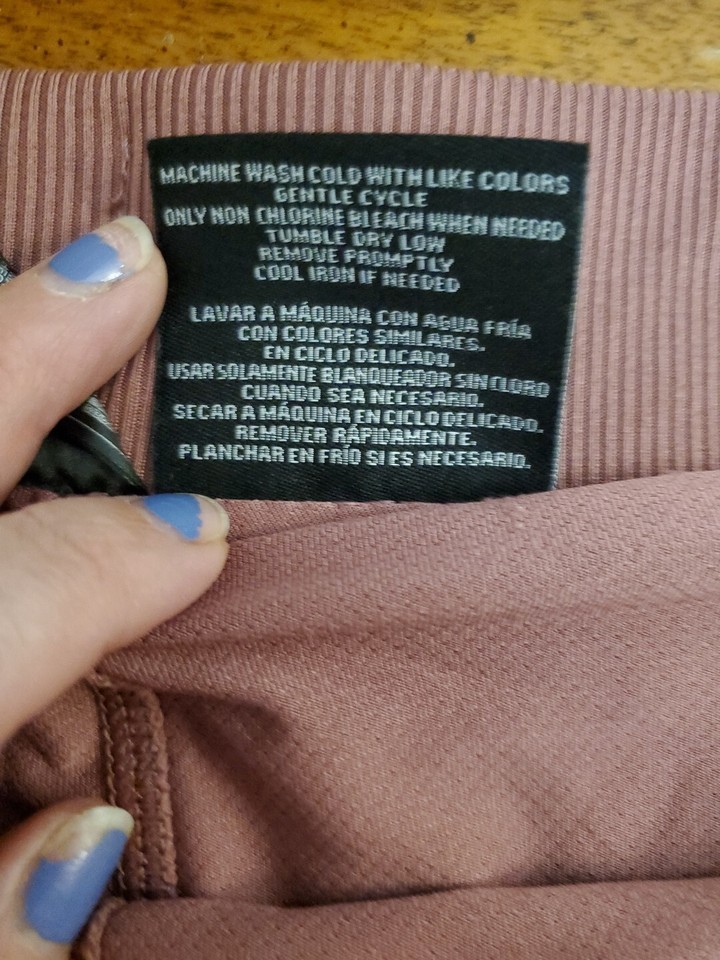 MACHINE WASH COLD WITH LIKE COLORS
GENTLE CYCLE
ONLY NON CHLORINE BLEACH WHEN NEEDED
TUMBLE DRY LOW
REMOVE PROMPTLY
COOL IRON IF NEEDED
LAVAR A MÁQUINA CON AGUA FRÍA
CON COLORES SIMILARES.
EN CICLO DELICADO.
USAR SOLAMENTE BLANQUEADOR SIN CLORO
CUANDO SEA NECESARIO.
SECAR A MÁQUINA EN CICLO DELICADO.
REMOVER RÁPIDAMENTE.
PLANCHAR EN FRÍO SI ES NECESARIO.